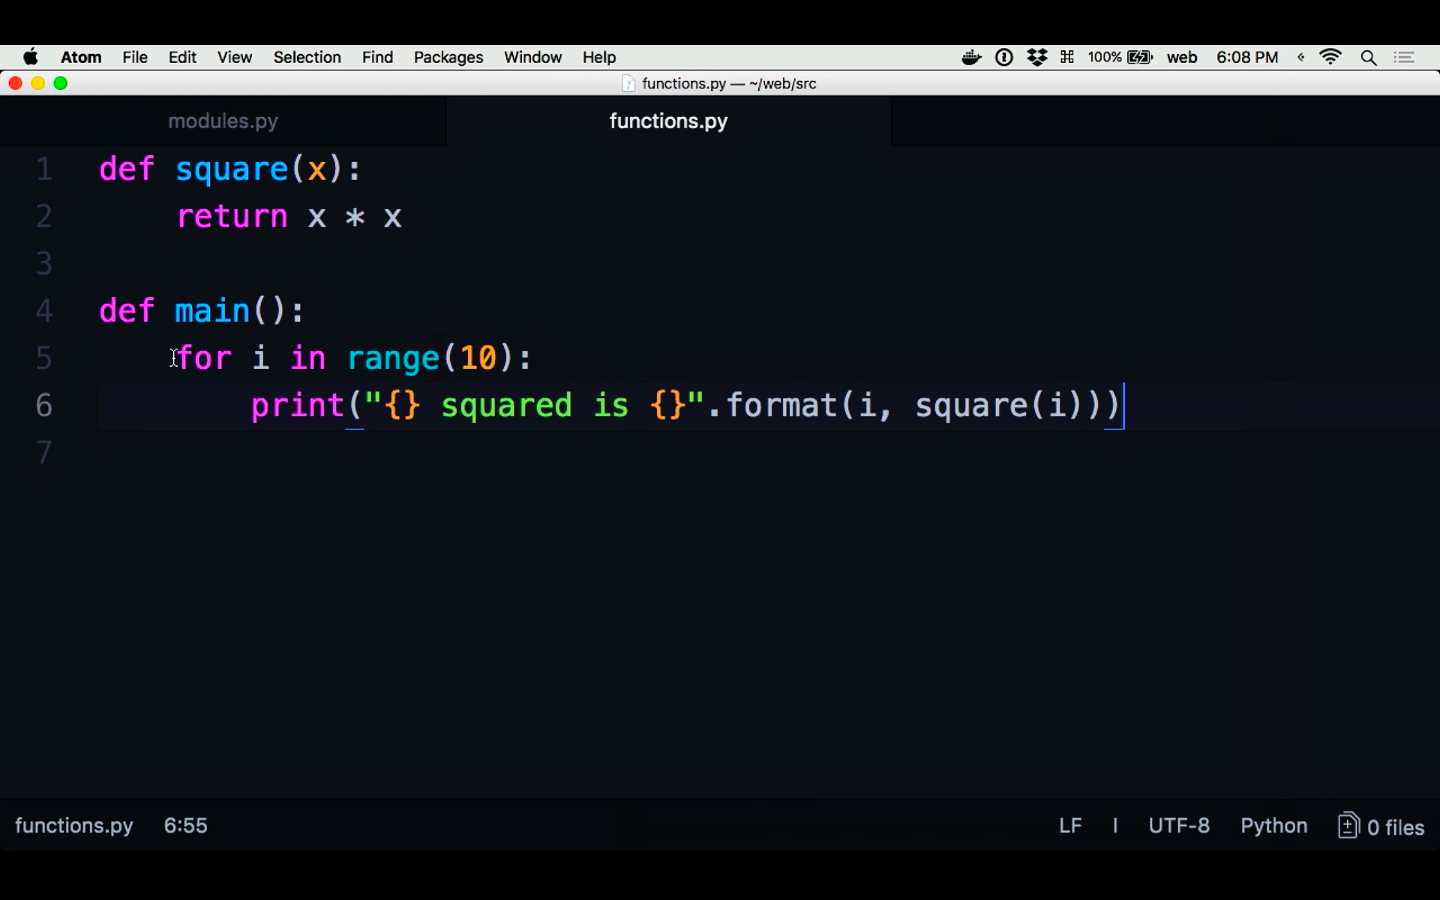 Atom File Edit View Selection Find Packages Window Help 100% web 6:08 PM
functions.py — ~/web/src
modules.py functions.py
1 def square(x):
2     return x * x
3
4 def main():
5     for i in range(10):
6         print("{} squared is {}".format(i, square(i)))
7
functions.py 6:55 LF UTF-8 Python 0 files